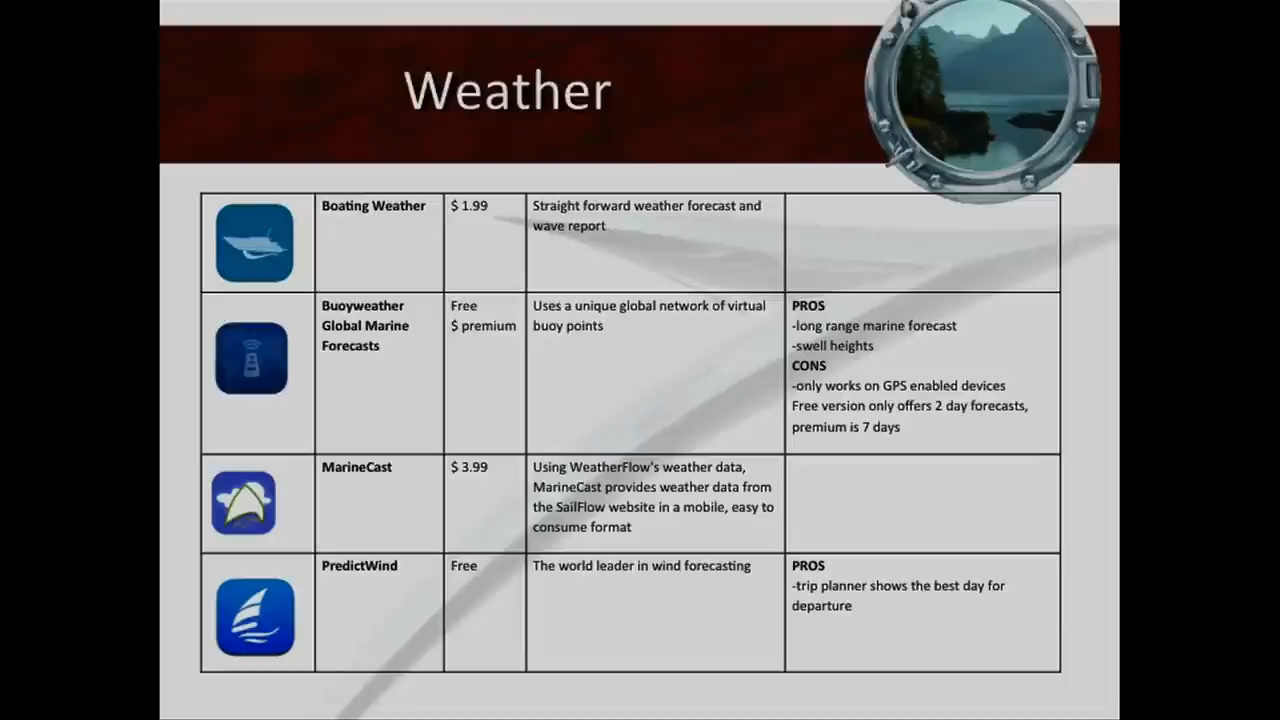 Weather
Boating Weather
$ 1.99
Straight forward weather forecast and
wave report
Buoyweather
Global Marine
Forecasts
Free
$ premium
Uses a unique global network of virtual
buoy points
PROS
-long range marine forecast
-swell heights
CONS
-only works on GPS enabled devices
Free version only offers 2 day forecasts,
premium is 7 days
MarineCast
$ 3.99
Using WeatherFlow's weather data,
MarineCast provides weather data from
the SailFlow website in a mobile, easy to
consume format
PredictWind
Free
The world leader in wind forecasting
PROS
-trip planner shows the best day for
departure